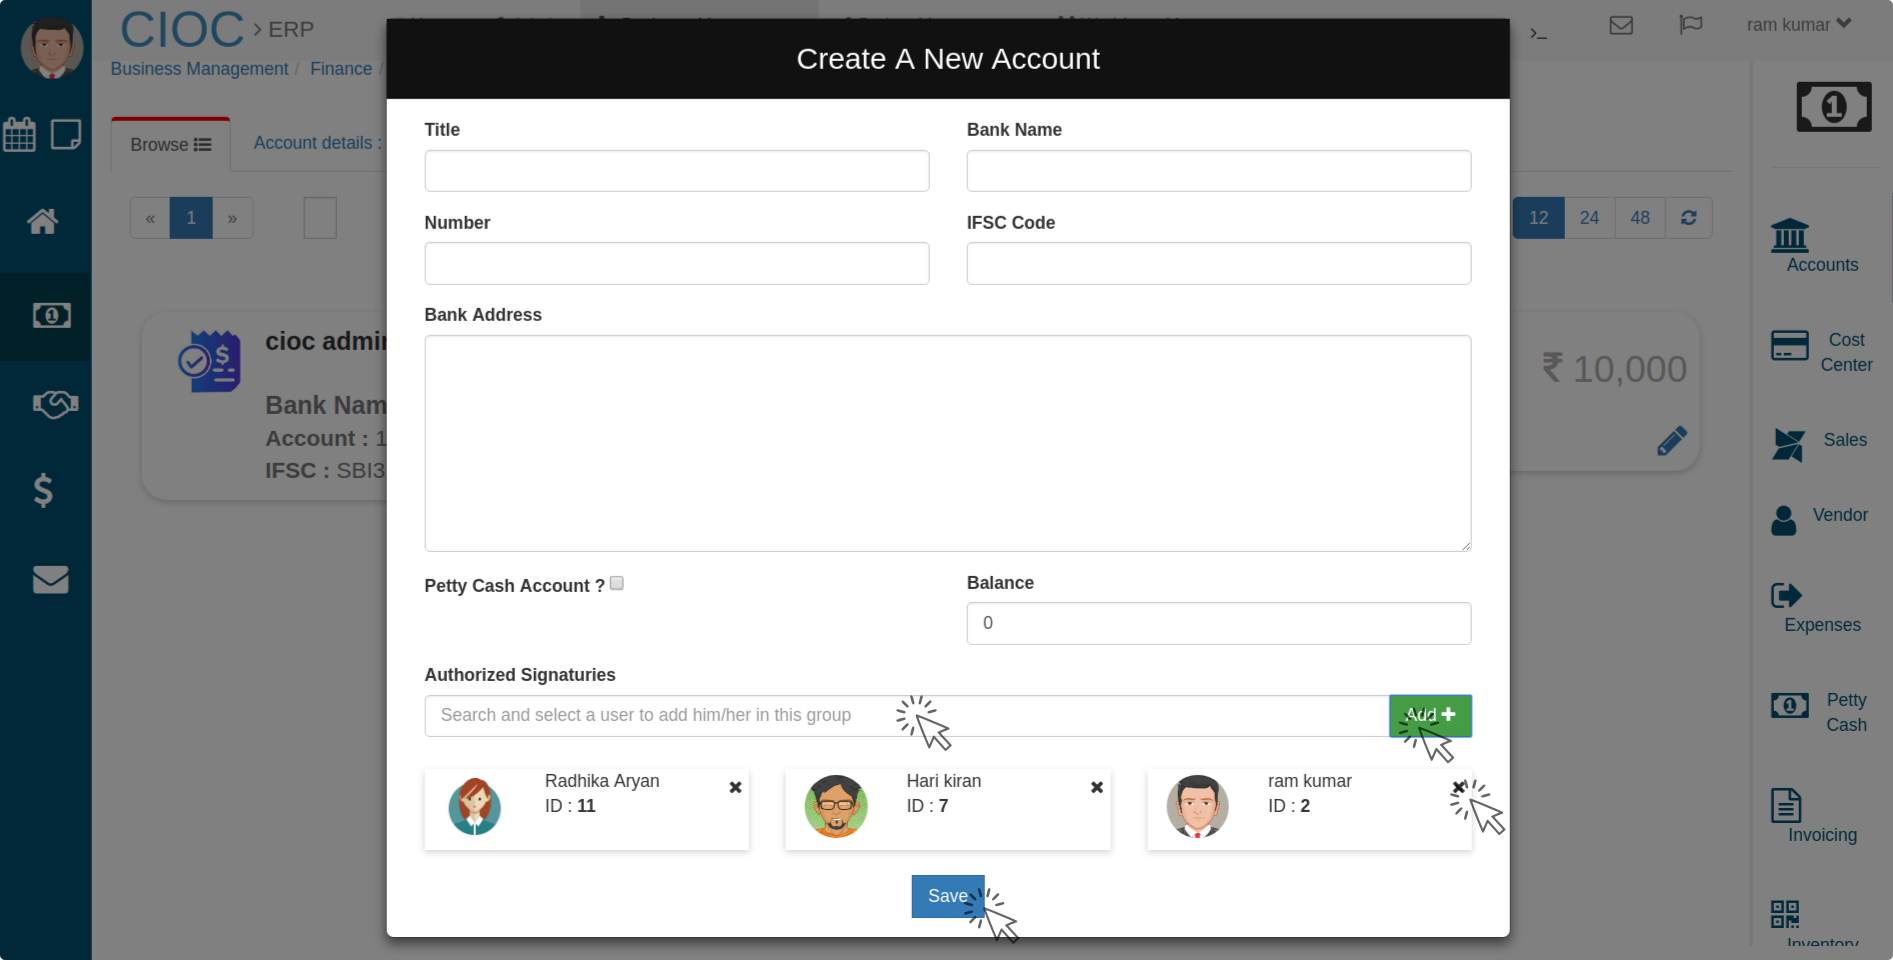 CIOC > ERP
ram kumar
Business Management / Finance /
Create A New Account
Browse
Account details :
Title
Bank Name
« 1 »
12 24 48
Number
IFSC Code
Bank Address
cioc admin
Bank Nam
Account : 1
IFSC : SBI3
₹ 10,000
Petty Cash Account ?
Balance
0
Authorized Signaturies
Search and select a user to add him/her in this group
Add
Radhika Aryan
ID : 11
Hari kiran
ID : 7
ram kumar
ID : 2
Save
Accounts
Cost
Center
Sales
Vendor
Expenses
Petty
Cash
Invoicing
Inventory